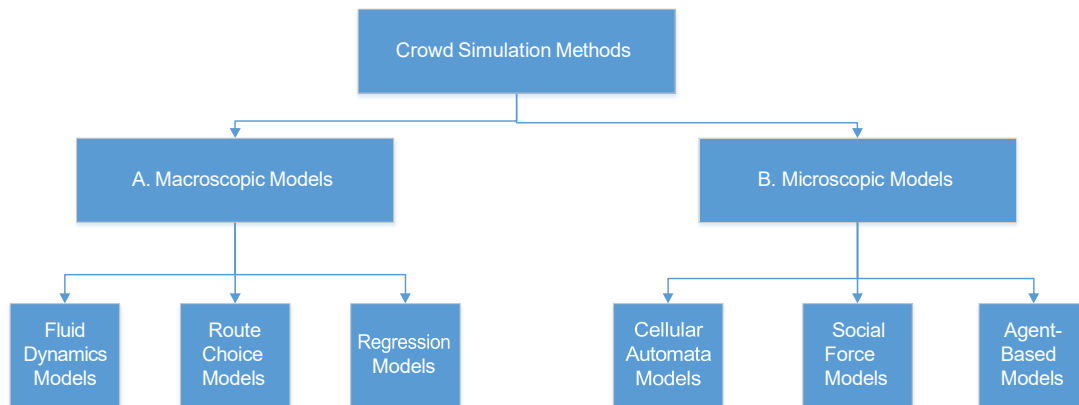 Crowd Simulation Methods
A. Macroscopic Models
B. Microscopic Models
Fluid
Dynamics
Models
Route
Choice
Models
Regression
Models
Cellular
Automata
Models
Social
Force
Models
Agent-
Based
Models